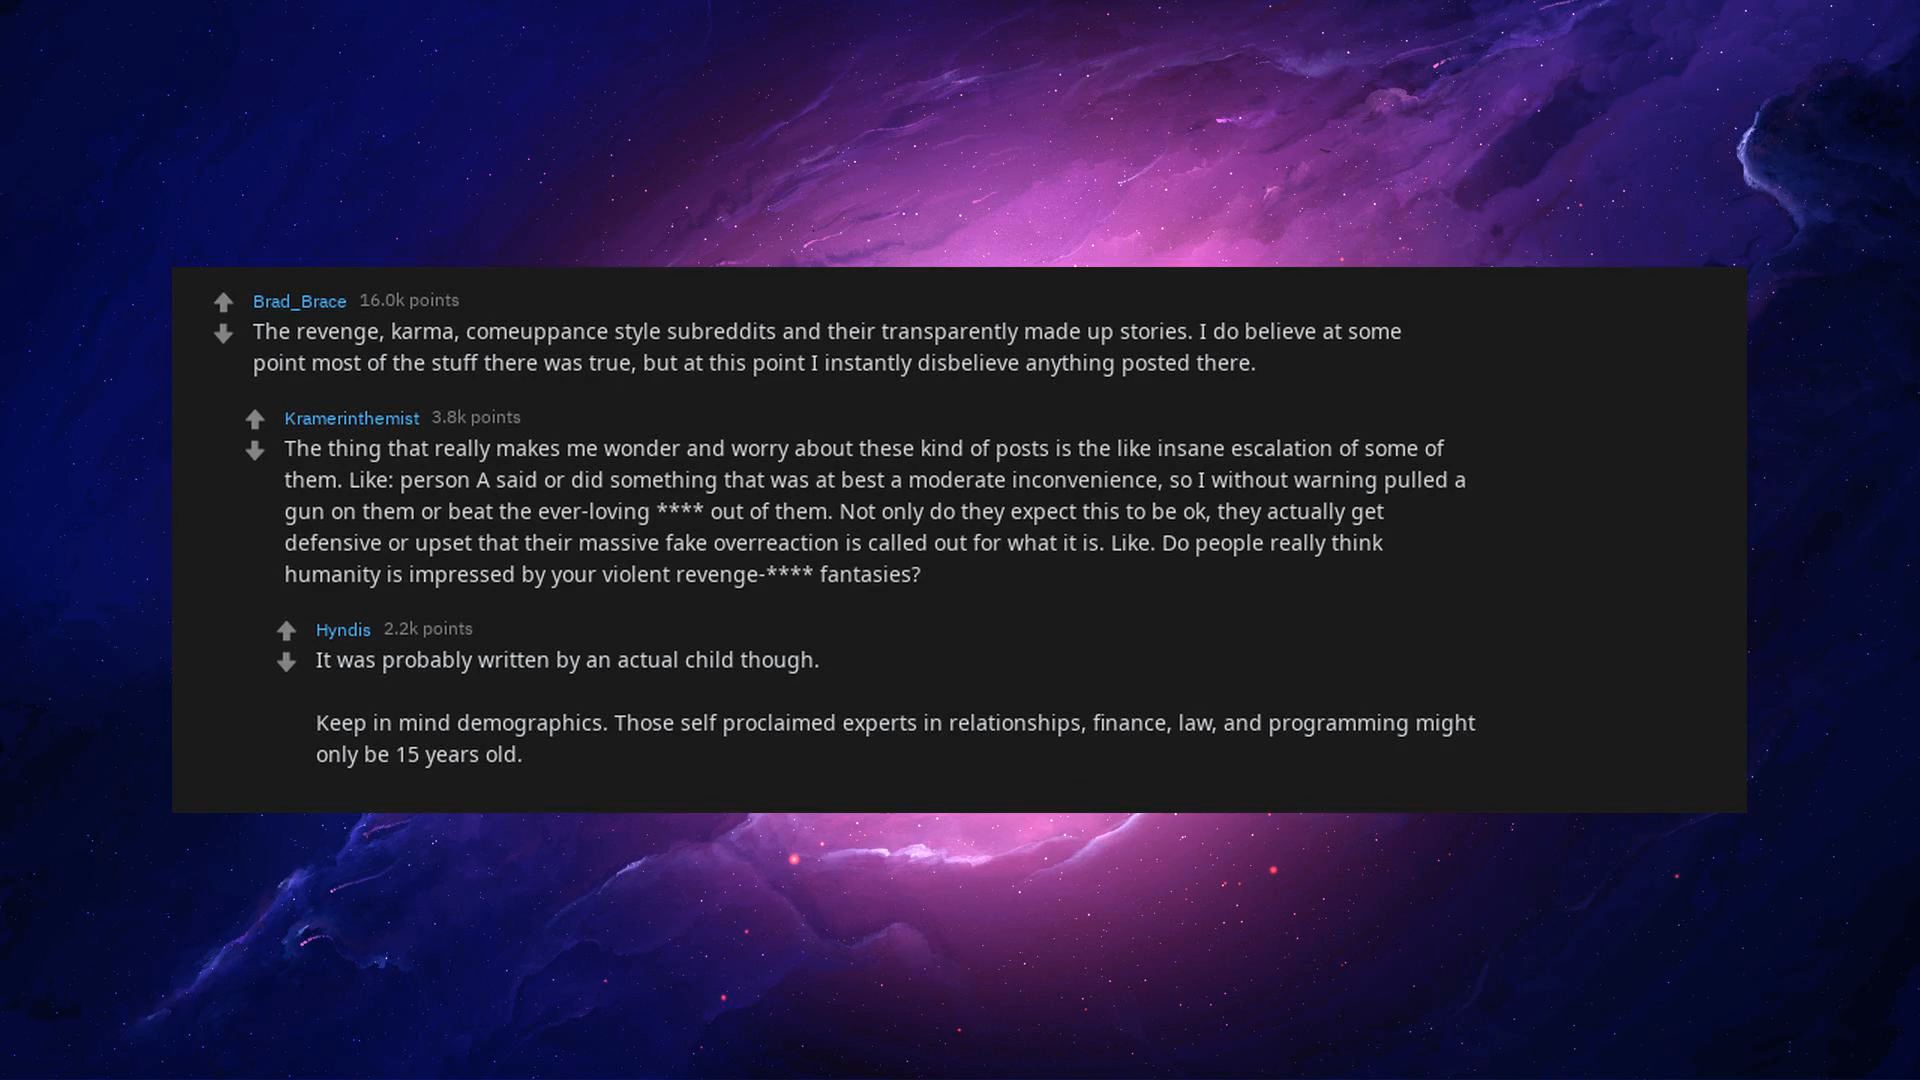 Brad_Brace 16.0k points
The revenge, karma, comeuppance style subreddits and their transparently made up stories. I do believe at some
point most of the stuff there was true, but at this point I instantly disbelieve anything posted there.
Kramerinthemist 3.8k points
The thing that really makes me wonder and worry about these kind of posts is the like insane escalation of some of
them. Like: person A said or did something that was at best a moderate inconvenience, so I without warning pulled a
gun on them or beat the ever-loving **** out of them. Not only do they expect this to be ok, they actually get
defensive or upset that their massive fake overreaction is called out for what it is. Like. Do people really think
humanity is impressed by your violent revenge-**** fantasies?
Hyndis 2.2k points
It was probably written by an actual child though.
Keep in mind demographics. Those self proclaimed experts in relationships, finance, law, and programming might
only be 15 years old.